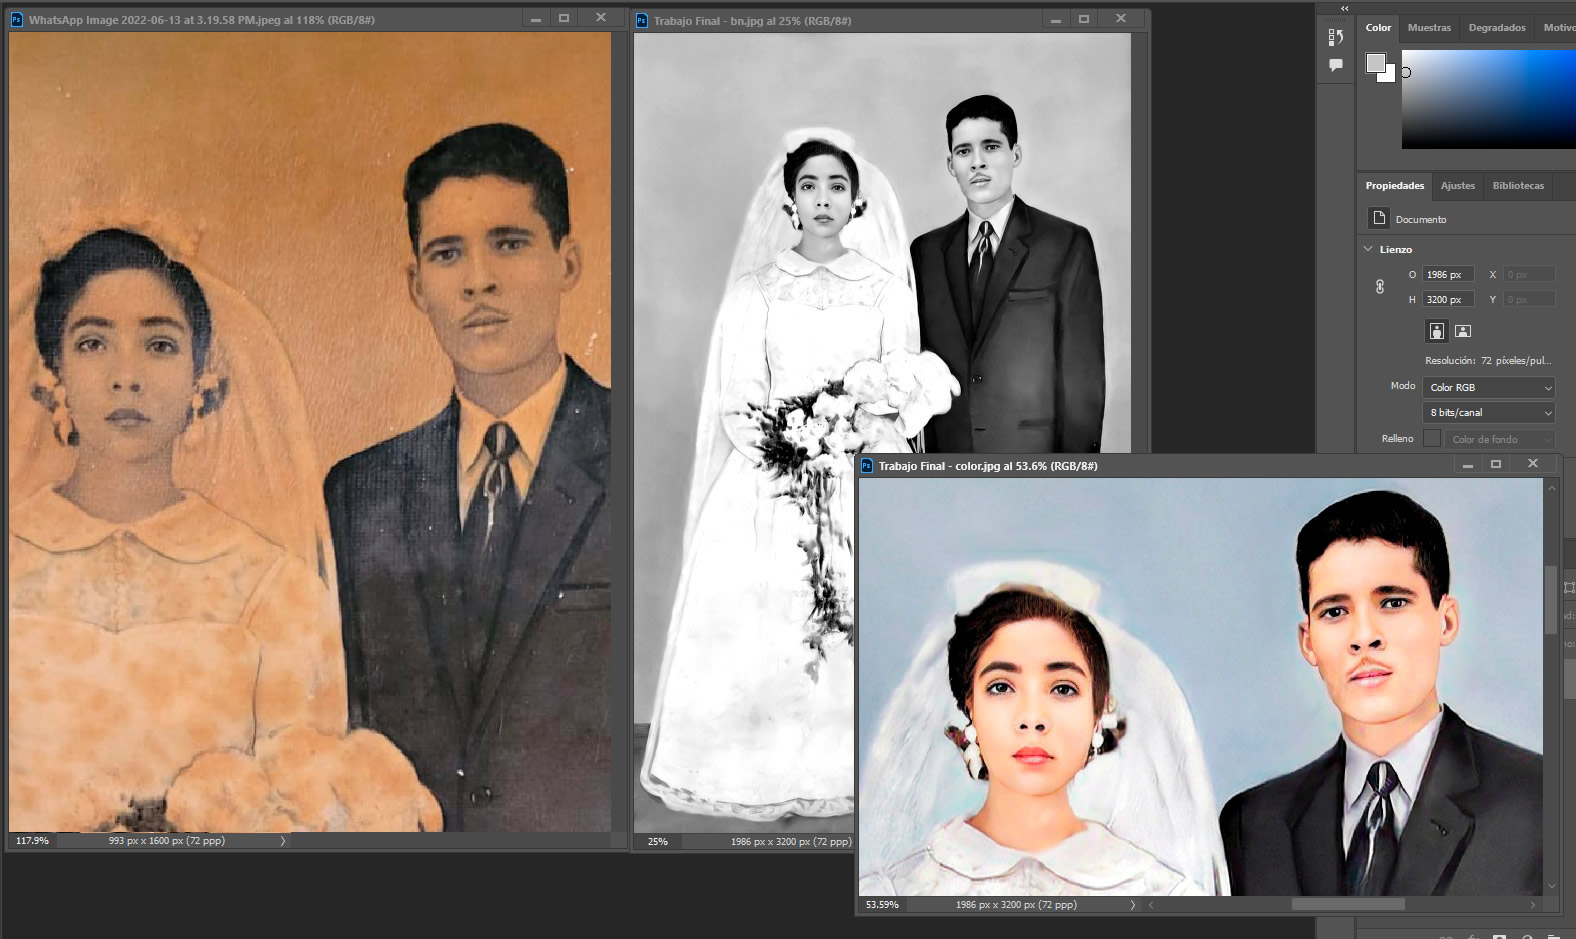 WhatsApp Image 2022-06-13 at 3.19.58 PM.jpeg al 118% (RGB/8#)
Trabajo Final - bn.jpg al 25% (RGB/8#)
Color Muestras Degradados Motivo
Propiedades Ajustes Bibliotecas
Documento
Lienzo
O 1986 px X 0 px
H 3200 px Y 0 px
Resolución: 72 píxeles/pul...
Modo Color RGB
8 bits/canal
Relleno Color de fondo
Trabajo Final - color.jpg al 53.6% (RGB/8#)
ad:
no:
117.9% 993 px x 1600 px (72 ppp)
25% 1986 px x 3200 px (72 ppp)
53.59% 1986 px x 3200 px (72 ppp)